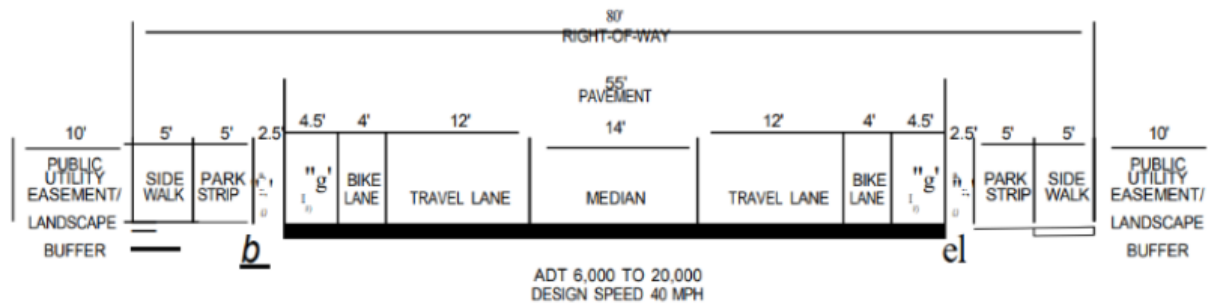 80'
RIGHT-OF-WAY
55'
PAVEMENT
10' 5' 5' 2.5' 4.5' 4' 12' 14' 12' 4' 4.5' 2.5' 5' 5' 10'
PUBLIC
UTILITY
EASEMENT/
LANDSCAPE
BUFFER
SIDE
WALK
PARK
STRIP
"g'
BIKE
LANE
TRAVEL LANE
MEDIAN
TRAVEL LANE
BIKE
LANE
"g'
PARK
STRIP
SIDE
WALK
PUBLIC
UTILITY
EASEMENT/
LANDSCAPE
BUFFER
b
el
ADT 6,000 TO 20,000
DESIGN SPEED 40 MPH